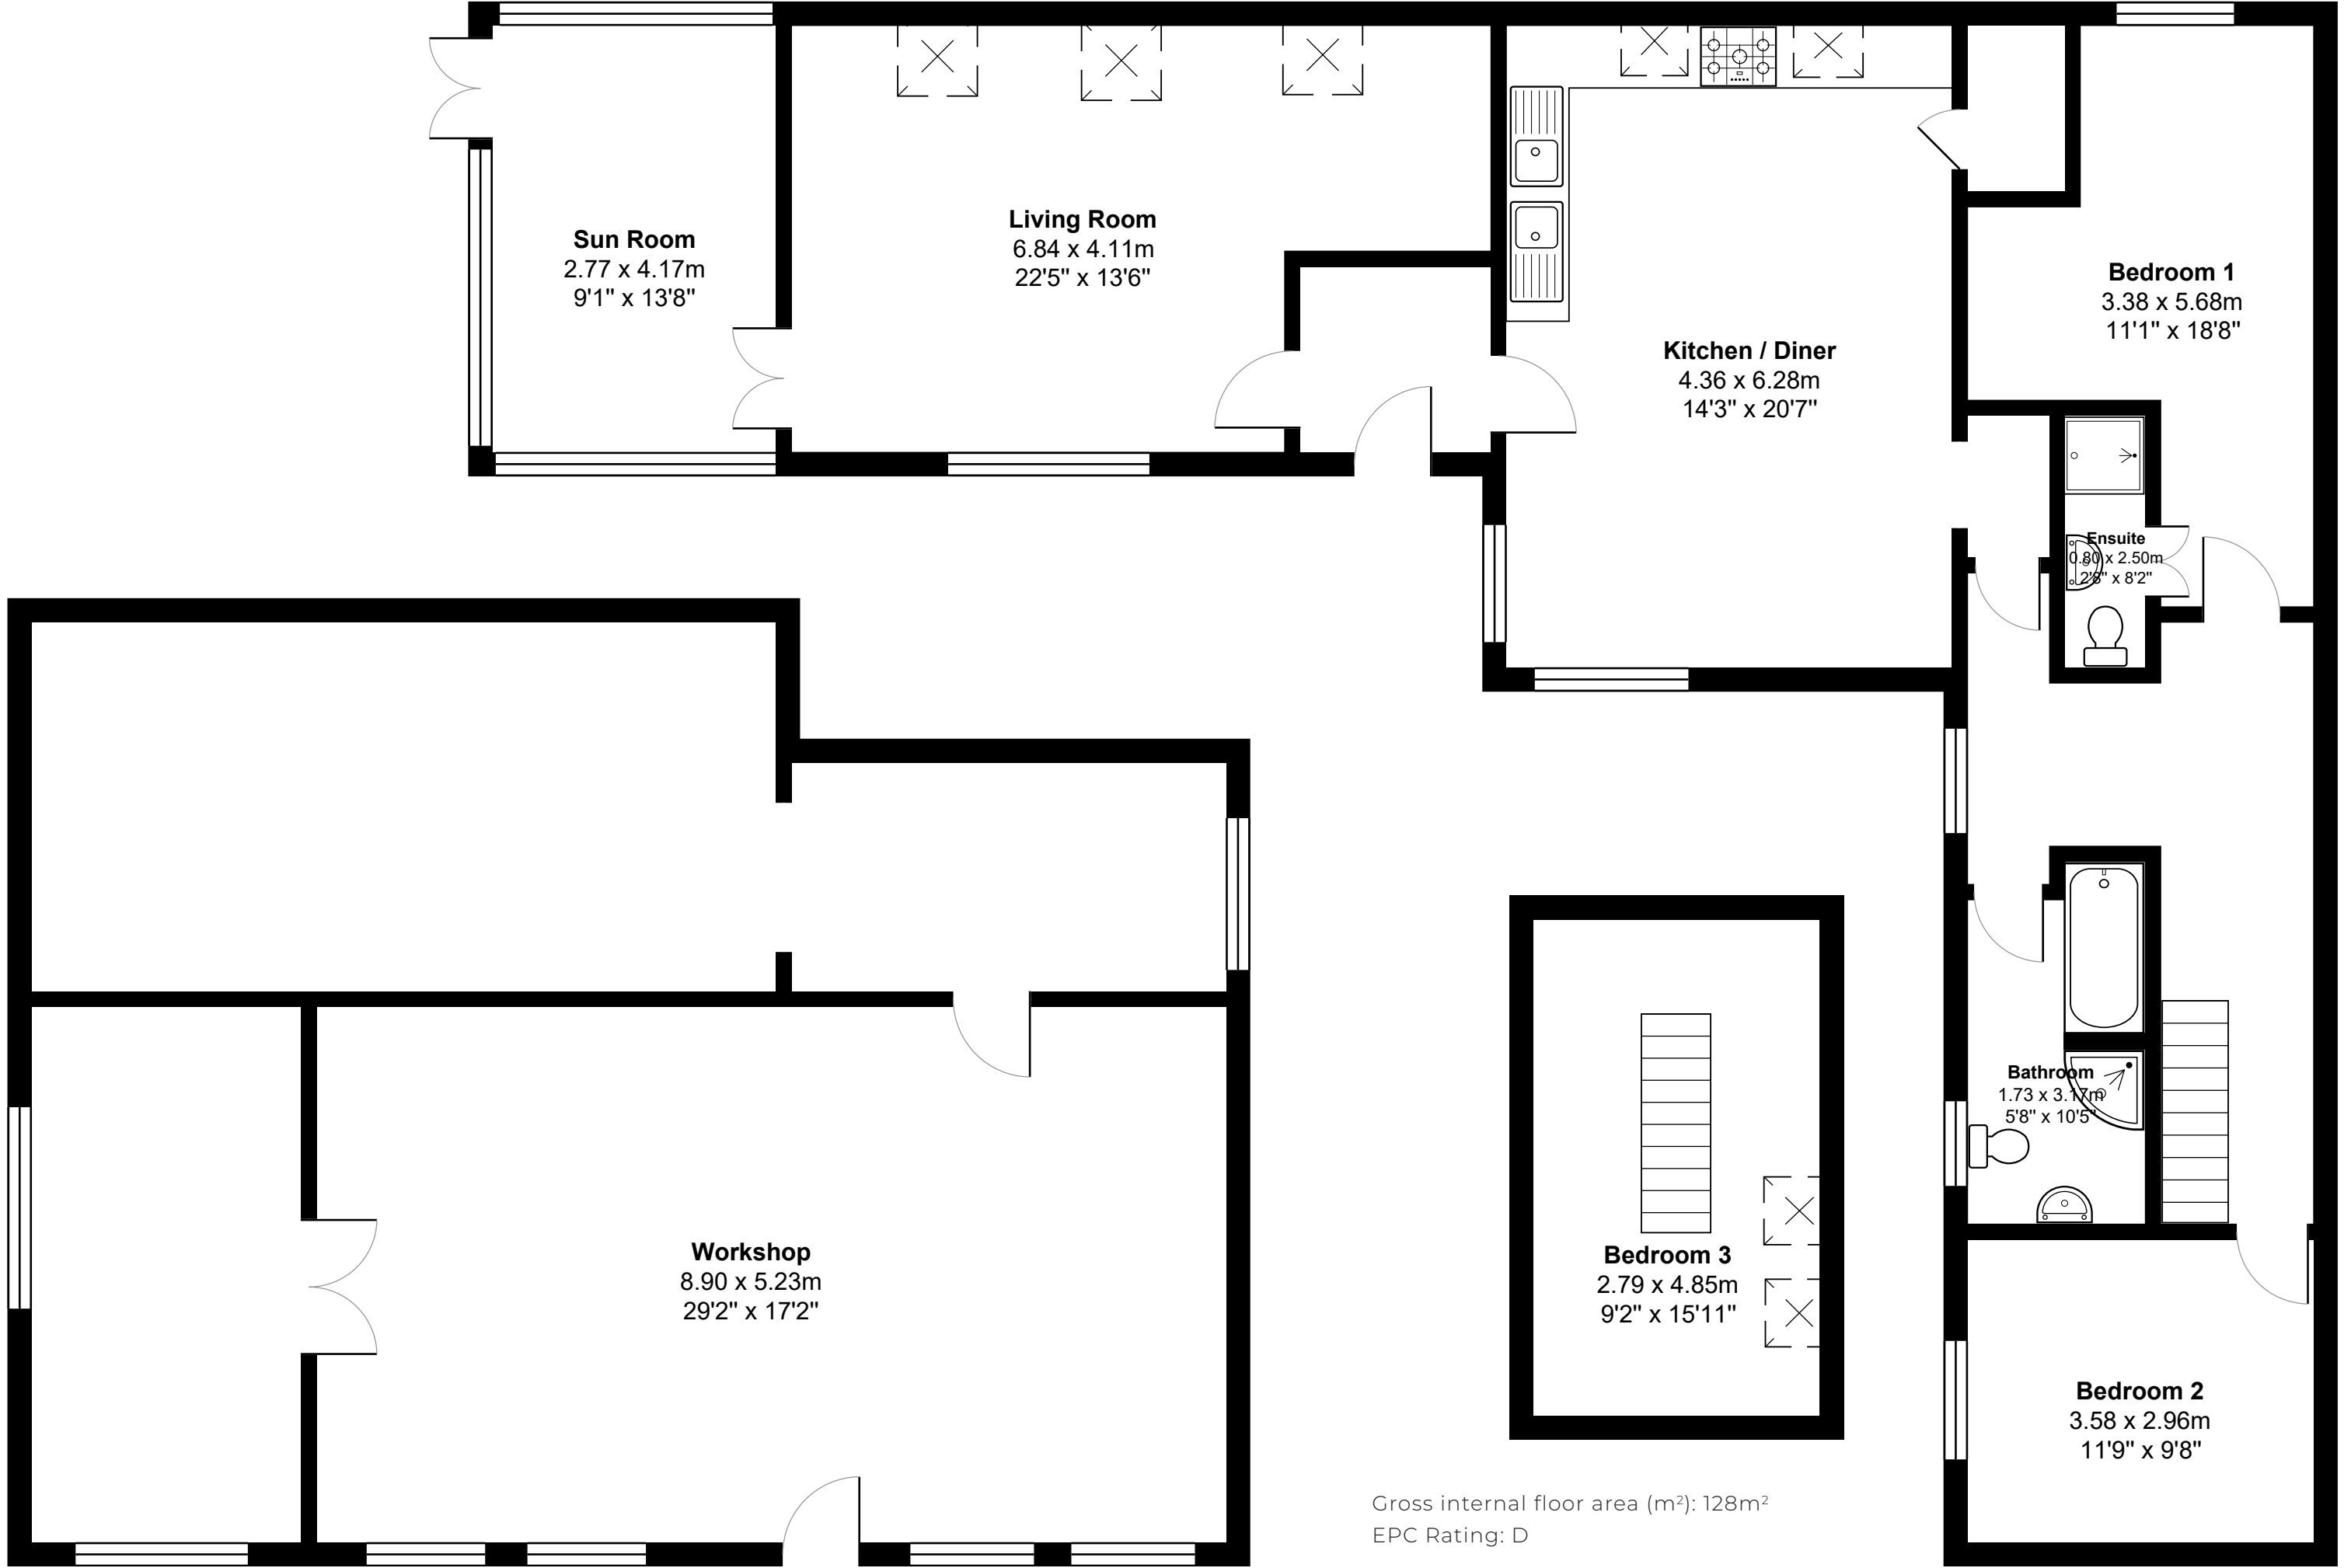 Sun Room
2.77 x 4.17m
9'1" x 13'8"
Living Room
6.84 x 4.11m
22'5" x 13'6"
Kitchen / Diner
4.36 x 6.28m
14'3" x 20'7"
Bedroom 1
3.38 x 5.68m
11'1" x 18'8"
Ensuite
0.80 x 2.50m
2'8" x 8'2"
Bathroom
1.73 x 3.17m
5'8" x 10'5"
Workshop
8.90 x 5.23m
29'2" x 17'2"
Bedroom 3
2.79 x 4.85m
9'2" x 15'11"
Bedroom 2
3.58 x 2.96m
11'9" x 9'8"
Gross internal floor area (m²): 128m²
EPC Rating: D